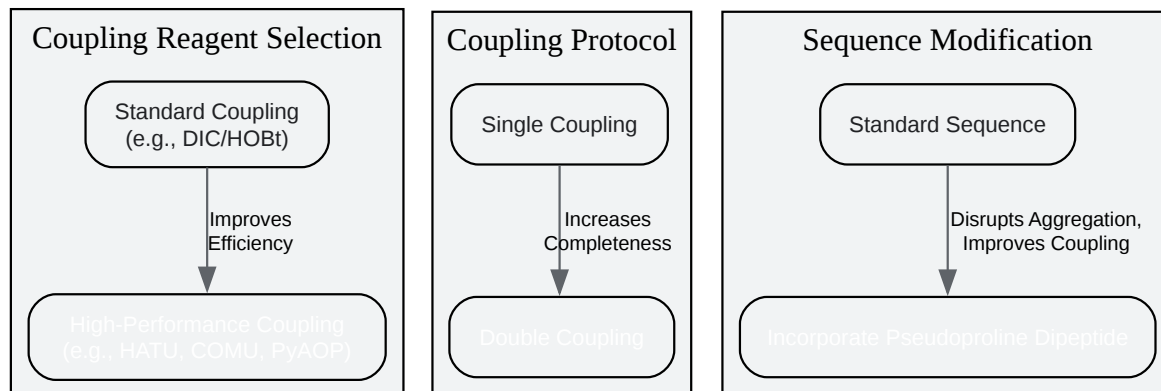 Coupling Reagent Selection
Standard Coupling
(e.g., DIC/HOBt)
Improves
Efficiency
High-Performance Coupling
(e.g., HATU, COMU, PyAOP)
Coupling Protocol
Single Coupling
Increases
Completeness
Double Coupling
Sequence Modification
Standard Sequence
Disrupts Aggregation,
Improves Coupling
Incorporate Pseudoproline Dipeptide